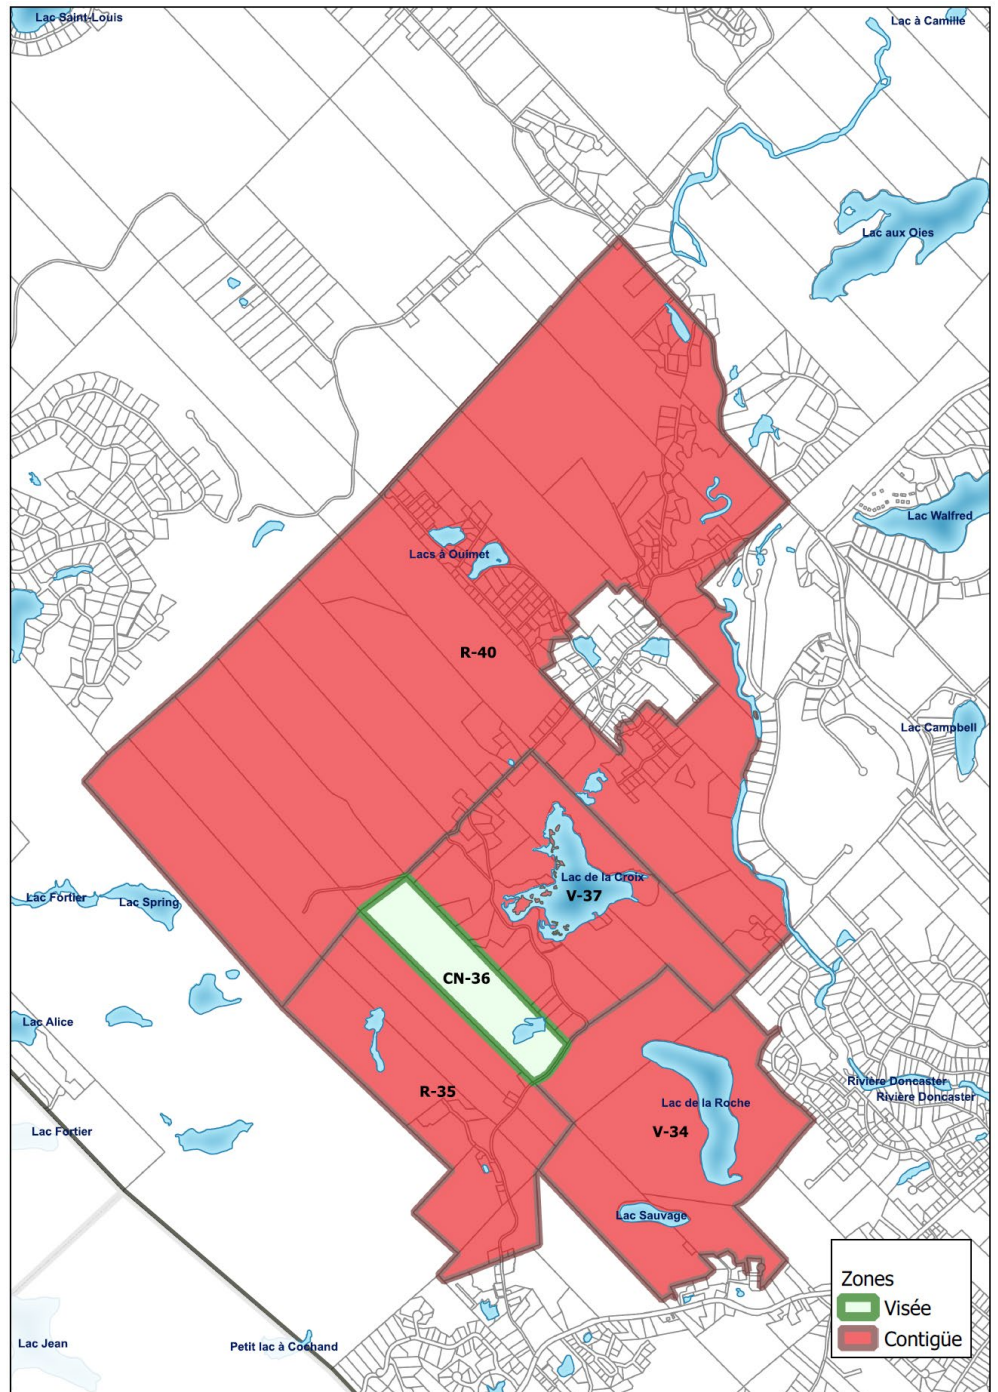 Lac Saint-Louis
Lac à Camille
Lac aux Oies
Lac Walfred
Lacs à Ouimet
R-40
Lac Campbell
Lac de la Croix
V-37
Lac Fortier
Lac Spring
CN-36
Lac Alice
R-35
Rivière Doncaster
Rivière Doncaster
Lac de la Roche
V-34
Lac Fortier
Lac Sauvage
Zones
Visée
Contigüe
Lac Jean
Petit lac à Cochand